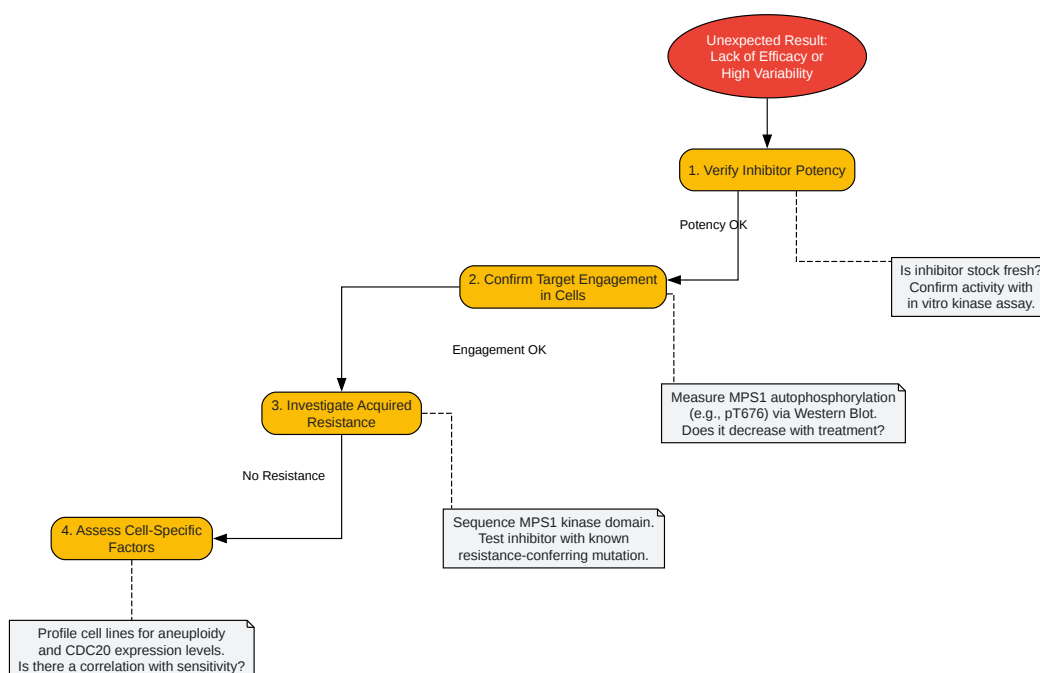 Unexpected Result:
Lack of Efficacy or
High Variability
1. Verify Inhibitor Potency
Potency OK
Is inhibitor stock fresh?
Confirm activity with
in vitro kinase assay.
2. Confirm Target Engagement
in Cells
Engagement OK
Measure MPS1 autophosphorylation
(e.g., pT676) via Western Blot.
Does it decrease with treatment?
3. Investigate Acquired
Resistance
No Resistance
Sequence MPS1 kinase domain.
Test inhibitor with known
resistance-conferring mutation.
4. Assess Cell-Specific
Factors
Profile cell lines for aneuploidy
and CDC20 expression levels.
Is there a correlation with sensitivity?